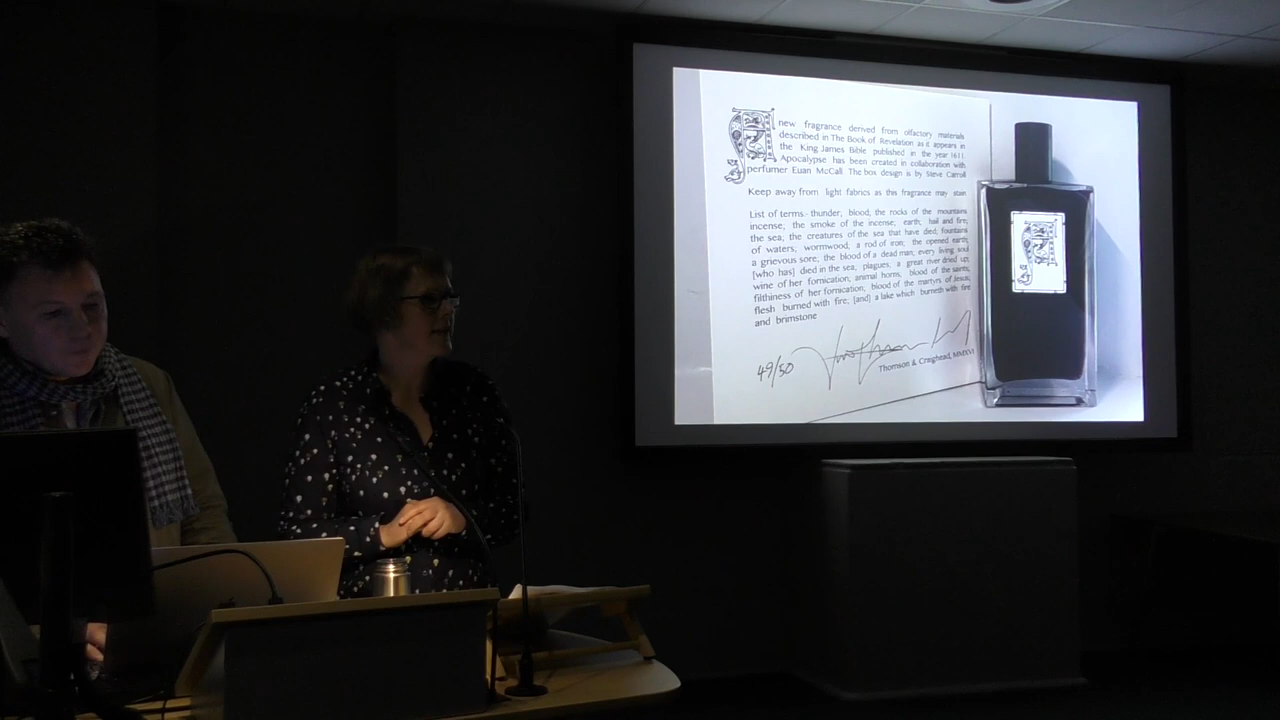 A new fragrance derived from olfactory materials
described in The Book of Revelation as it appears in
the King James Bible published in the year 1611.
Apocalypse has been created in collaboration with
perfumer Euan McCall The box design is by Steve Carroll
Keep away from light fabrics as this fragrance may stain
List of terms - thunder; blood; the rocks of the mountains
incense; the smoke of the incense; earth; hail and fire;
the sea; the creatures of the sea that have died; fountains
of waters; wormwood, a rod of iron; the opened earth;
a grievous sore; the blood of a dead man; every living soul
[who has] died in the sea, plagues, a great river dried up;
wine of her fornication; animal horns, blood of the saints;
filthiness of her fornication; blood of the martyrs of Jesus;
flesh burned with fire; [and] a lake which burneth with fire
and brimstone
49/50
Thomson & Craighead, MMXVI